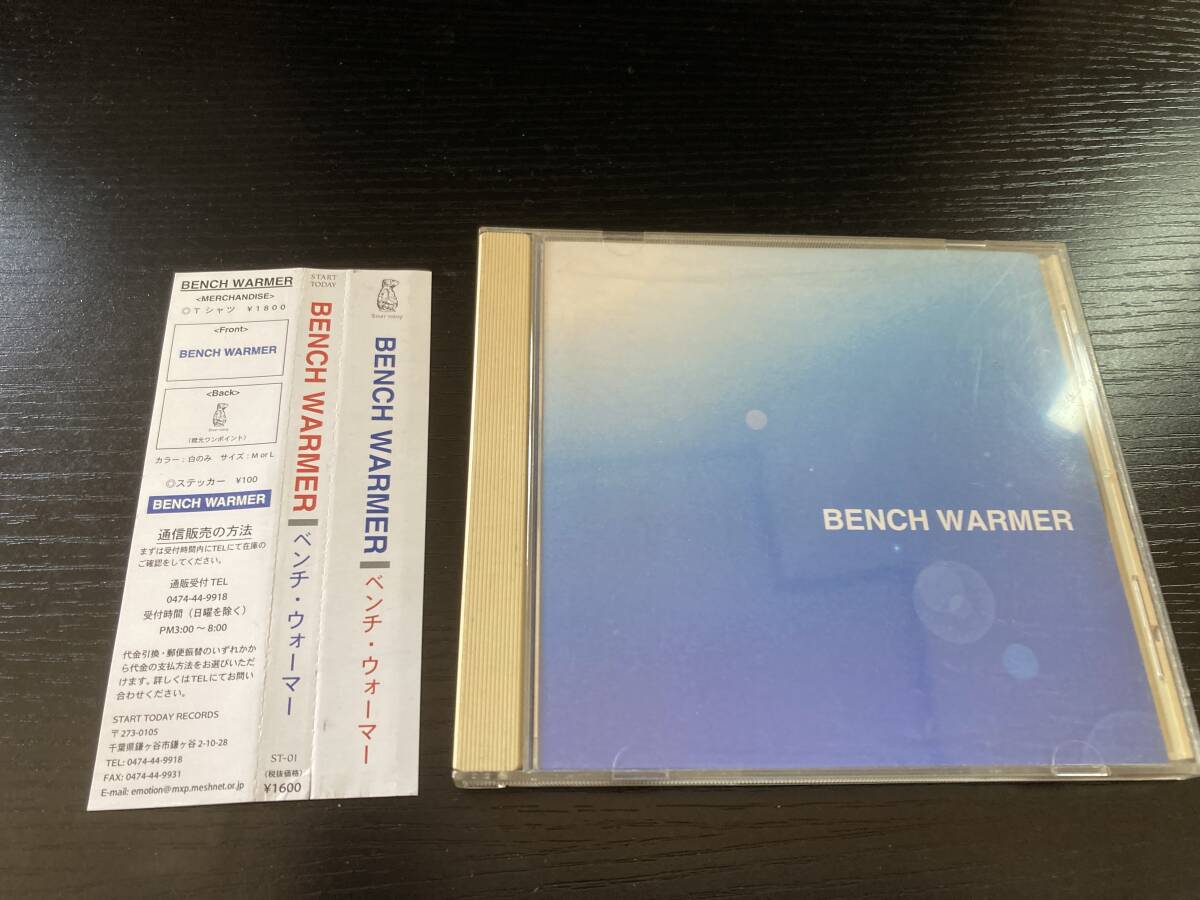 BENCH WARMER
<MERCHANDISE>
◎Tシャツ ¥1800
<Front>
BENCH WARMER
<Back>
(襟元ワンポイント)
カラー:白のみ サイズ:M or L
◎ステッカー ¥100
BENCH WARMER
通信販売の方法
まずは受付時間内にTELにて在庫の
ご確認をしてください。
通販受付 TEL
0474-44-9918
受付時間(日曜を除く)
PM3:00～8:00
代金引換・郵便振替のいずれかか
ら代金の支払方法をお選びいただ
けます。詳しくはTELにてお問い
合わせください。
START TODAY RECORDS
〒273-0105
千葉県鎌ヶ谷市鎌ヶ谷 2-10-28
TEL: 0474-44-9918
FAX: 0474-44-9931
E-mail: emotion@mxp.meshnet.or.jp
START
TODAY
BENCH WARMER
ベンチ・ウォーマー
ST-01
(税抜価格)
¥1600
BENCH WARMER
ベンチ・ウォーマー
BENCH WARMER